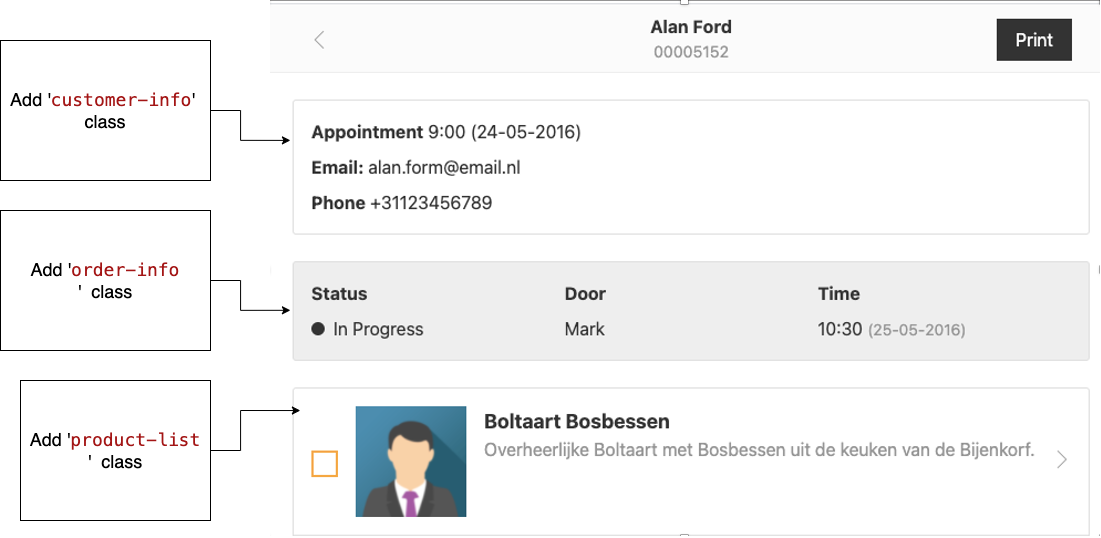 Alan Ford
00005152
Print
Add 'customer-info'
class
Appointment 9:00 (24-05-2016)
Email: alan.form@email.nl
Phone +31123456789
Add 'order-info
' class
Status Door Time
In Progress Mark 10:30 (25-05-2016)
Add 'product-list
' class
Boltaart Bosbessen
Overheerlijke Boltaart met Bosbessen uit de keuken van de Bijenkorf.